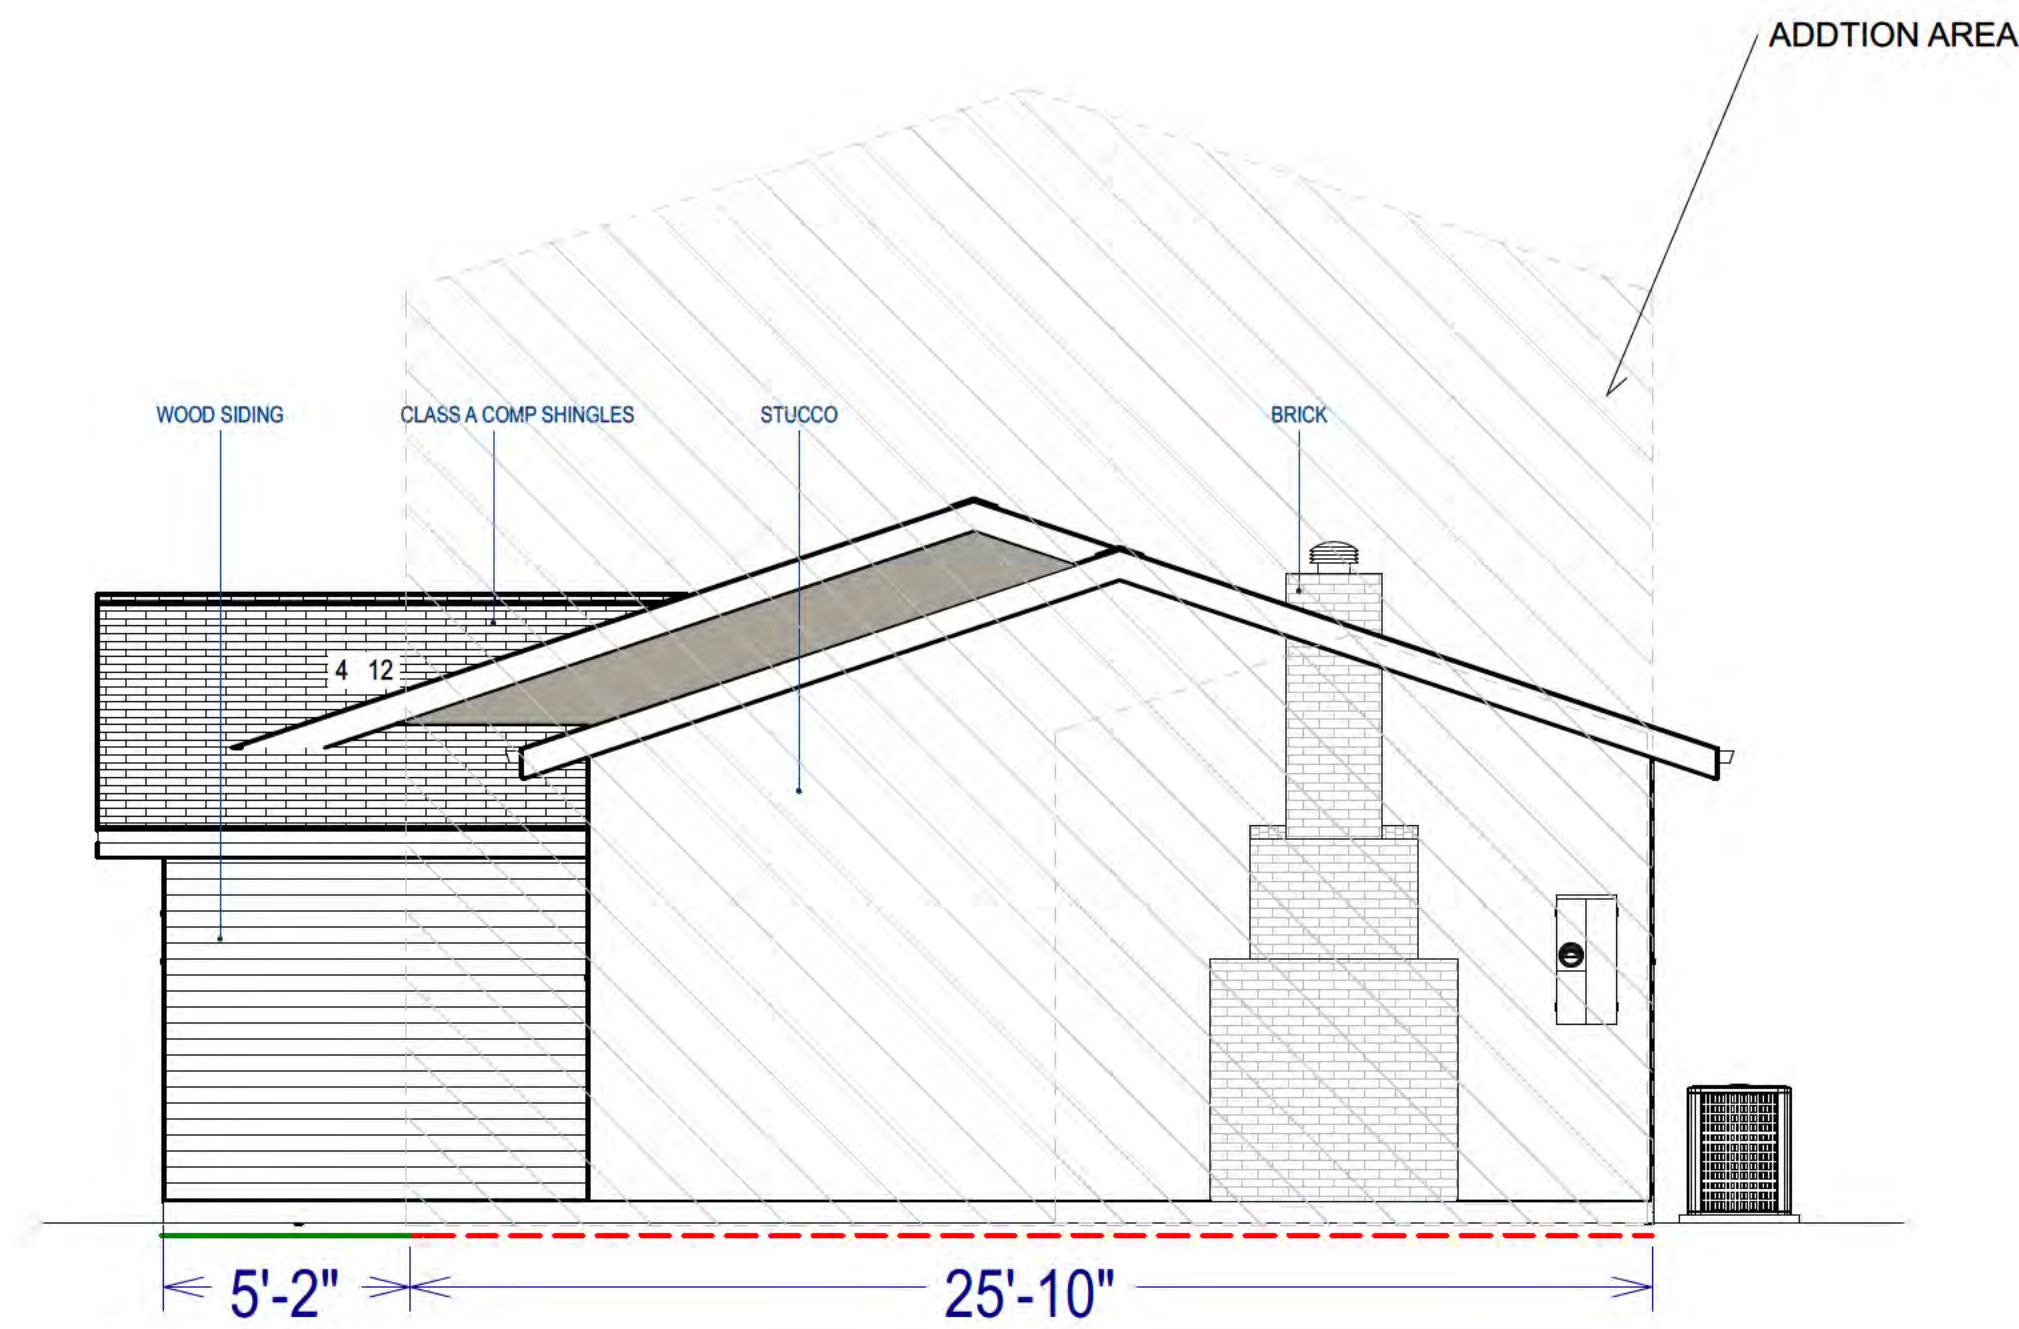 ADDTION AREA
WOOD SIDING
CLASS A COMP SHINGLES
STUCCO
BRICK
4 12
5'-2"
25'-10"